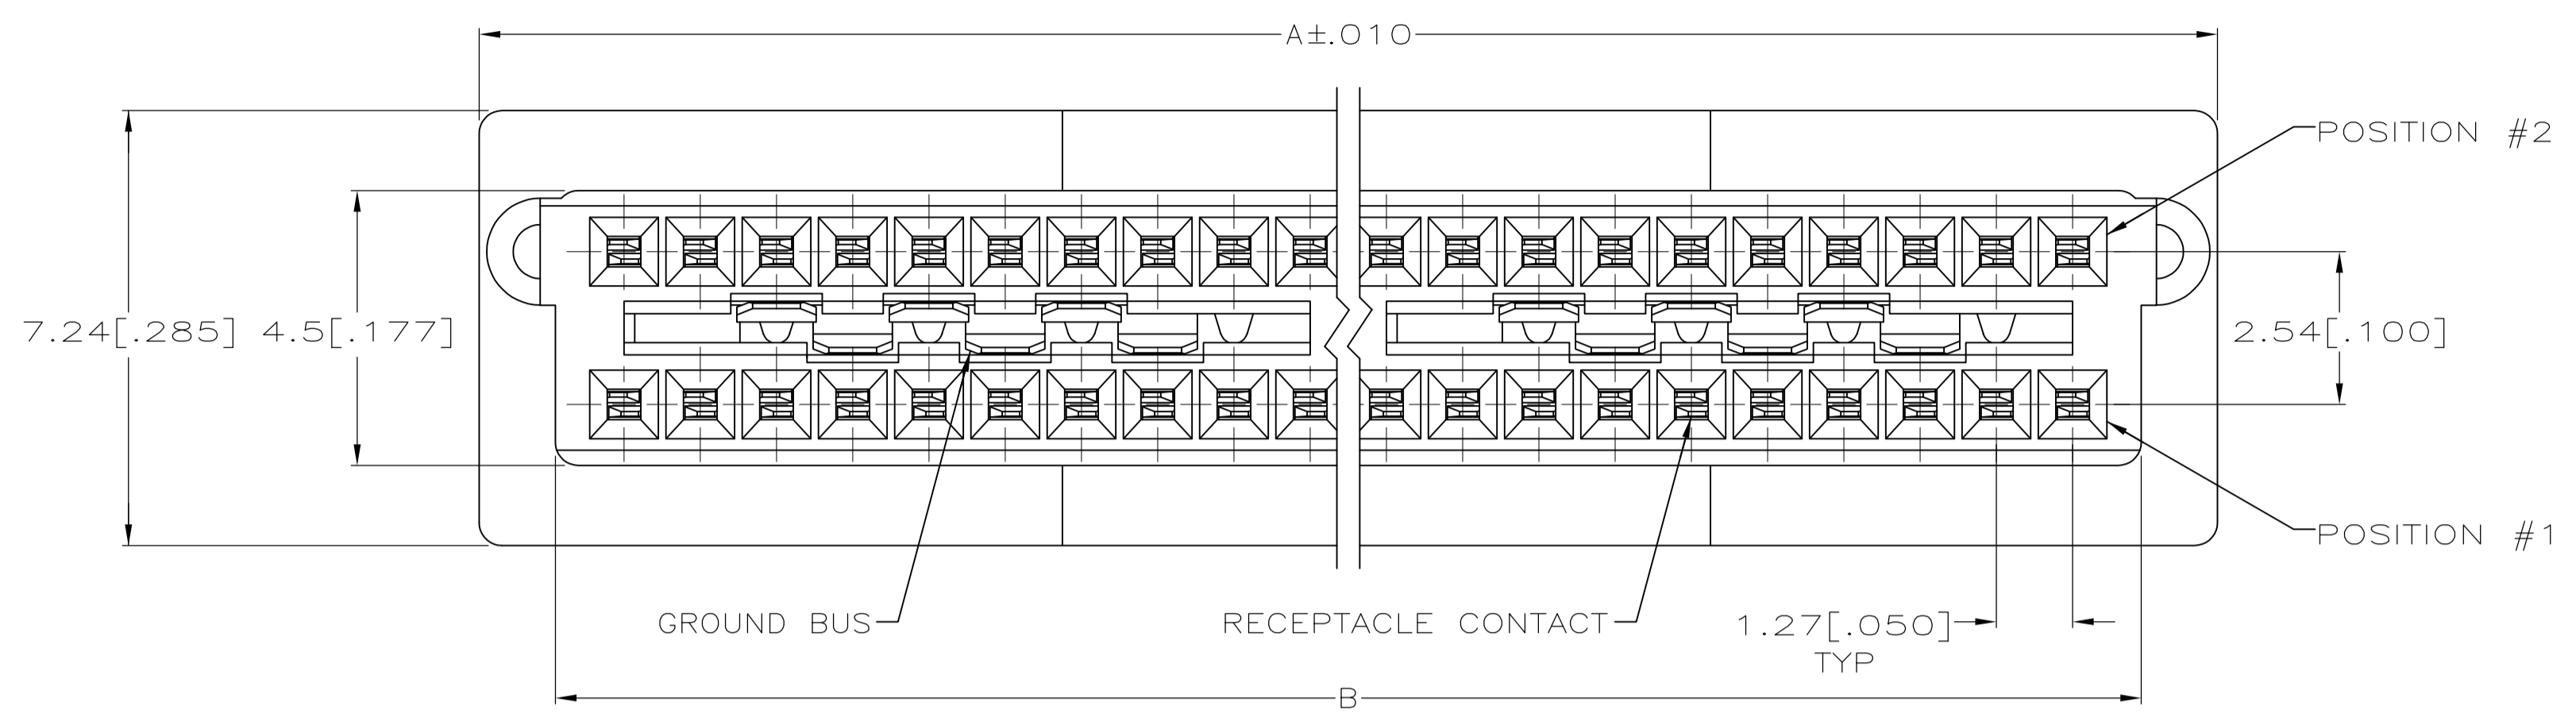 A±.010
POSITION #2
7.24[.285]
4.5[.177]
2.54[.100]
POSITION #1
GROUND BUS
RECEPTACLE CONTACT
1.27[.050]
TYP
B